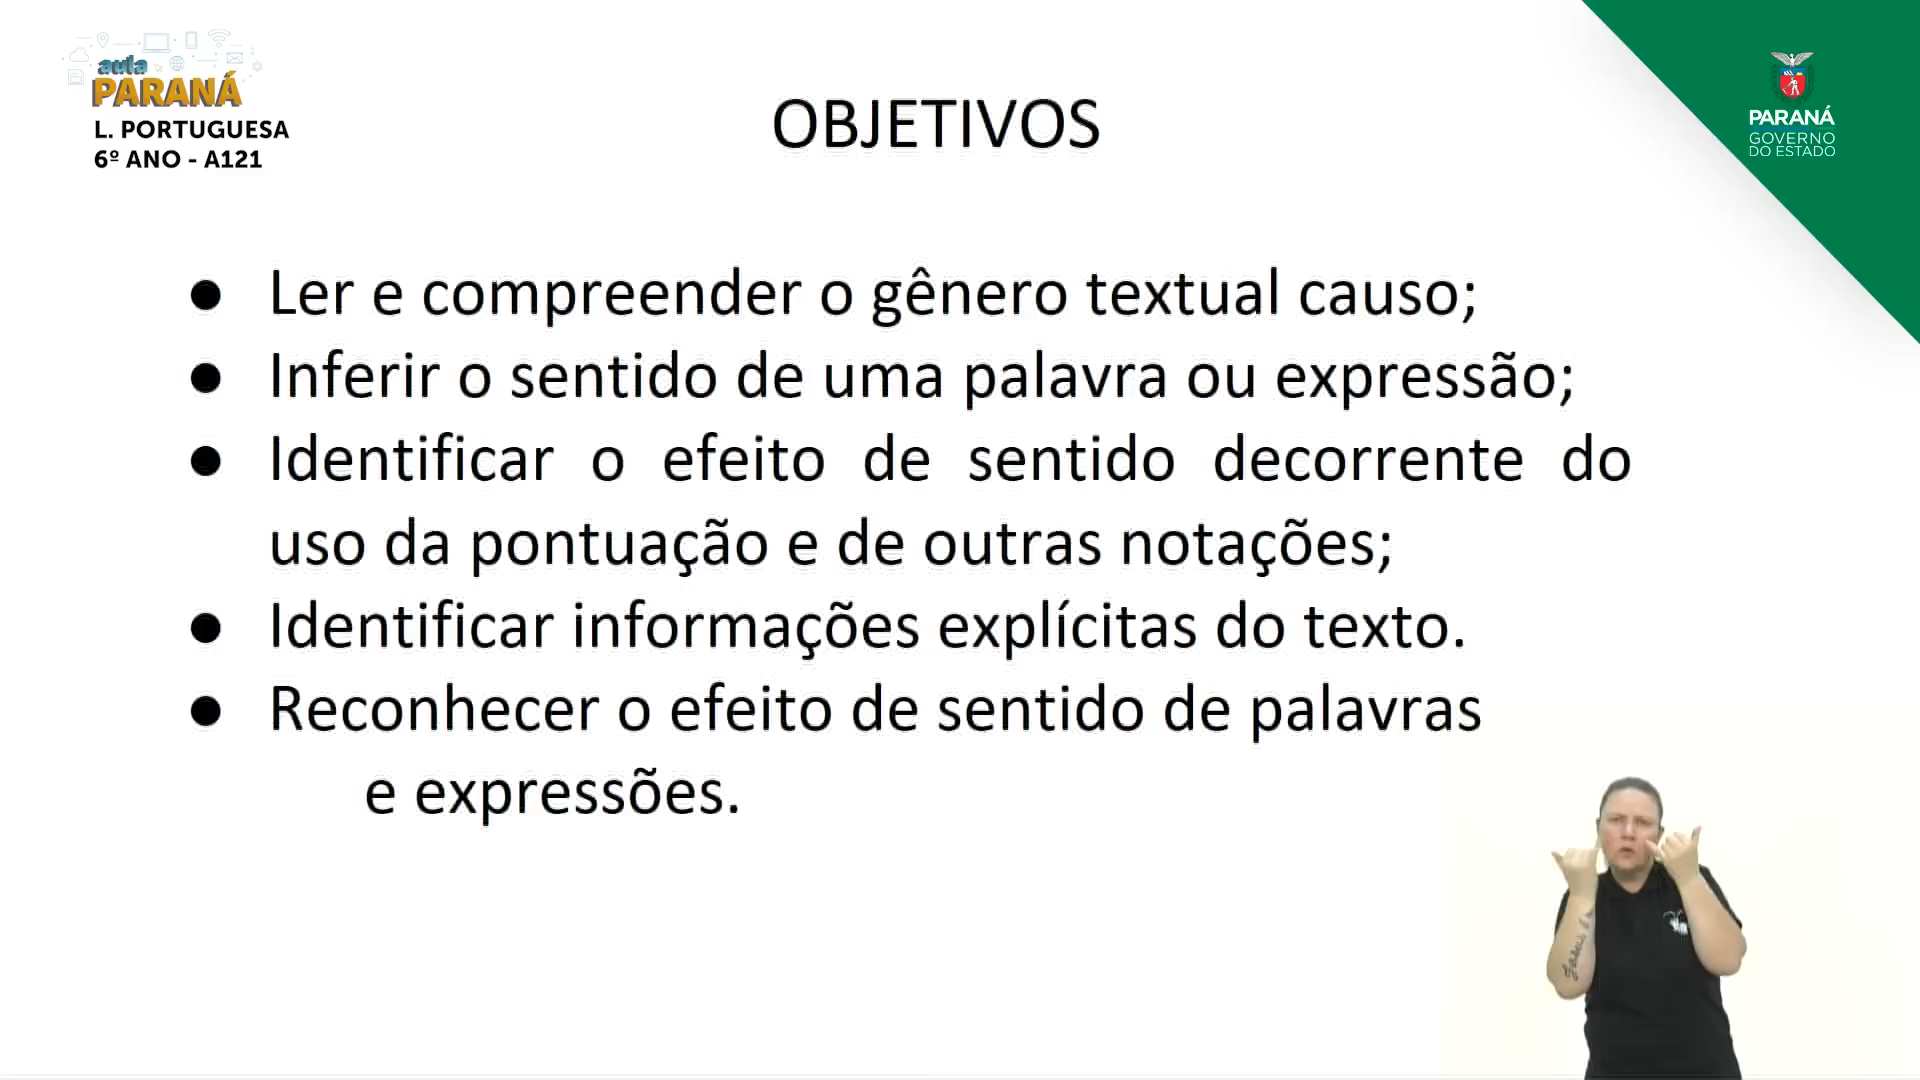 aula
PARANÁ
L. PORTUGUESA
6º ANO - A121
OBJETIVOS
PARANÁ
GOVERNO
DO ESTADO
● Ler e compreender o gênero textual causo;
● Inferir o sentido de uma palavra ou expressão;
● Identificar o efeito de sentido decorrente do
uso da pontuação e de outras notações;
● Identificar informações explícitas do texto.
● Reconhecer o efeito de sentido de palavras
e expressões.